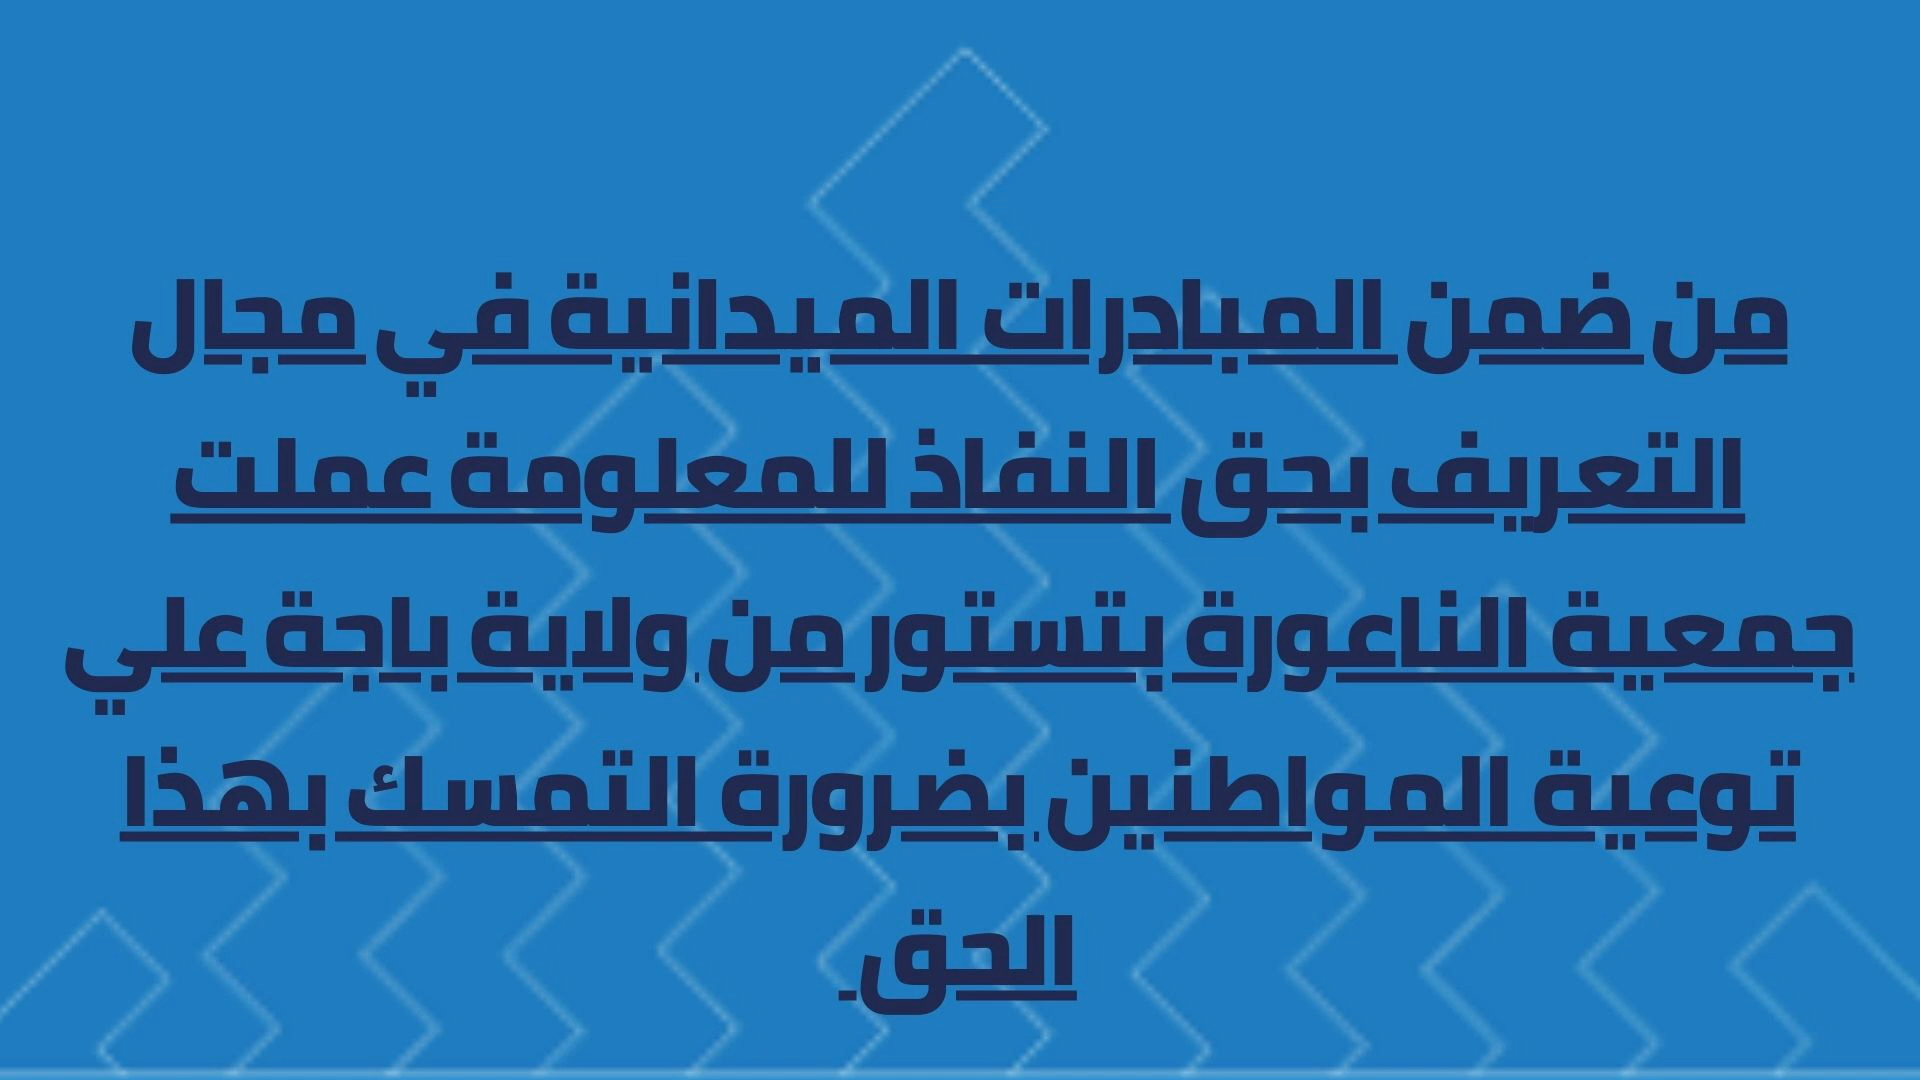 من ضمن المبادرات الميدانية في مجال
التعريف بحق النفاذ للمعلومة عملت
جمعية الناعورة بتستور من ولاية باجة علي
توعية المواطنين بضرورة التمسك بهذا
الحق